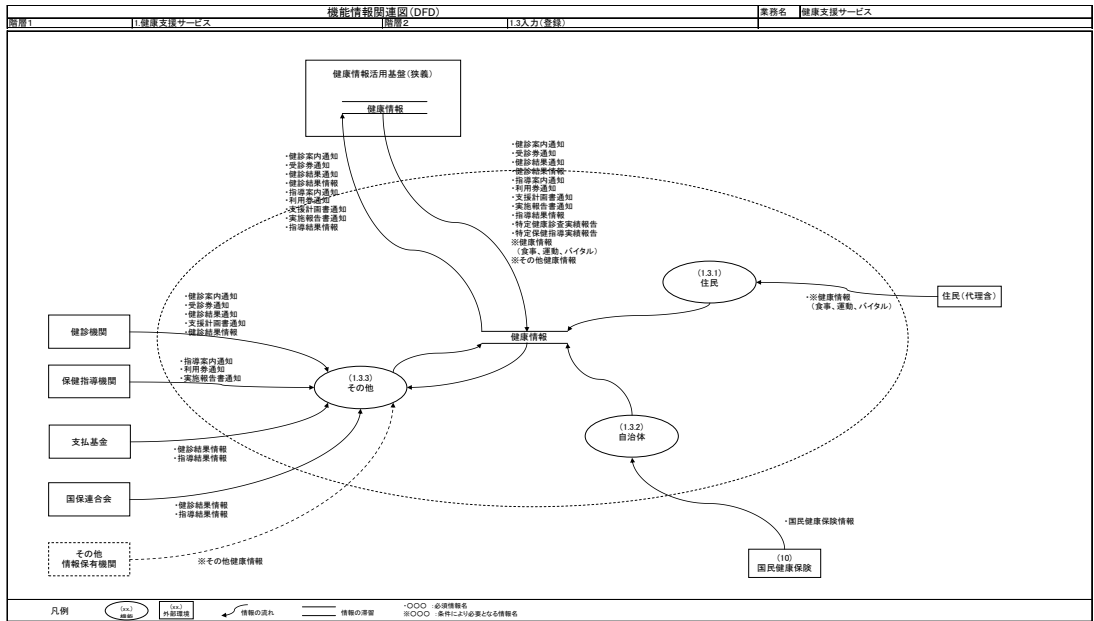 機能情報関連図(DFD)
業務名 健康支援サービス
階層1 1.健康支援サービス 階層2 1.3入力(登録)
健康情報活用基盤(狭義)
健康情報
・健診案内通知
・受診券通知
・健診結果通知
・健診結果情報
・指導案内通知
・利用券通知
・支援計画書通知
・実施報告書通知
・指導結果情報
・健診案内通知
・受診券通知
・健診結果通知
・健診結果情報
・指導案内通知
・利用券通知
・支援計画書通知
・実施報告書通知
・指導結果情報
・特定健康診査実績報告
・特定保健指導実績報告
※健康情報
(食事、運動、バイタル)
※その他健康情報
(1.3.1)
住民
・※健康情報
(食事、運動、バイタル)
住民(代理含)
・健診案内通知
・受診券通知
・健診結果通知
・支援計画書通知
・健診結果情報
健診機関
健康情報
・指導案内通知
・利用券通知
・実施報告書通知
保健指導機関
(1.3.3)
その他
(1.3.2)
自治体
支払基金
・健診結果情報
・指導結果情報
国保連合会
・健診結果情報
・指導結果情報
・国民健康保険情報
その他
情報保有機関
※その他健康情報
(10)
国民健康保険
凡例
(xx.)
機能
(xx.)
外部環境
情報の流れ
情報の滞留
・○○○ :必須情報名
※○○○ :条件により必要となる情報名